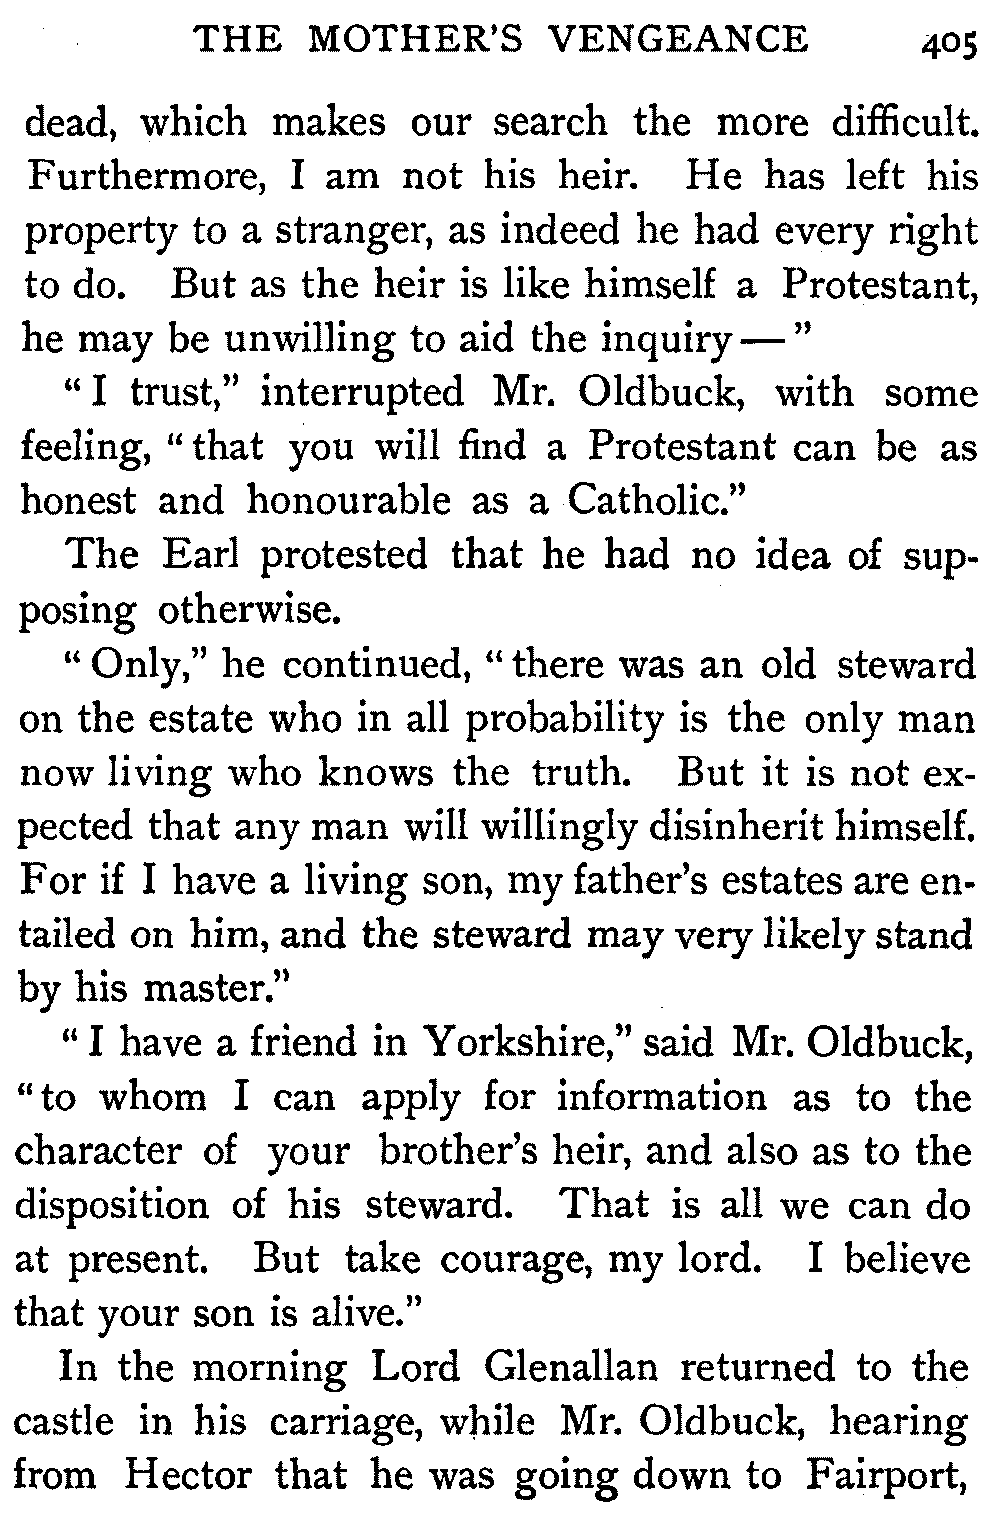 THE MOTHER'S VENGEANCE 405
dead, which makes our search the more difficult.
Furthermore, I am not his heir. He has left his
property to a stranger, as indeed he had every right
to do. But as the heir is like himself a Protestant,
he may be unwilling to aid the inquiry—"
"I trust," interrupted Mr. Oldbuck, with some
feeling, "that you will find a Protestant can be as
honest and honourable as a Catholic."
The Earl protested that he had no idea of sup-
posing otherwise.
"Only," he continued, "there was an old steward
on the estate who in all probability is the only man
now living who knows the truth. But it is not ex-
pected that any man will willingly disinherit himself.
For if I have a living son, my father's estates are en-
tailed on him, and the steward may very likely stand
by his master."
"I have a friend in Yorkshire," said Mr. Oldbuck,
"to whom I can apply for information as to the
character of your brother's heir, and also as to the
disposition of his steward. That is all we can do
at present. But take courage, my lord. I believe
that your son is alive."
In the morning Lord Glenallan returned to the
castle in his carriage, while Mr. Oldbuck, hearing
from Hector that he was going down to Fairport,